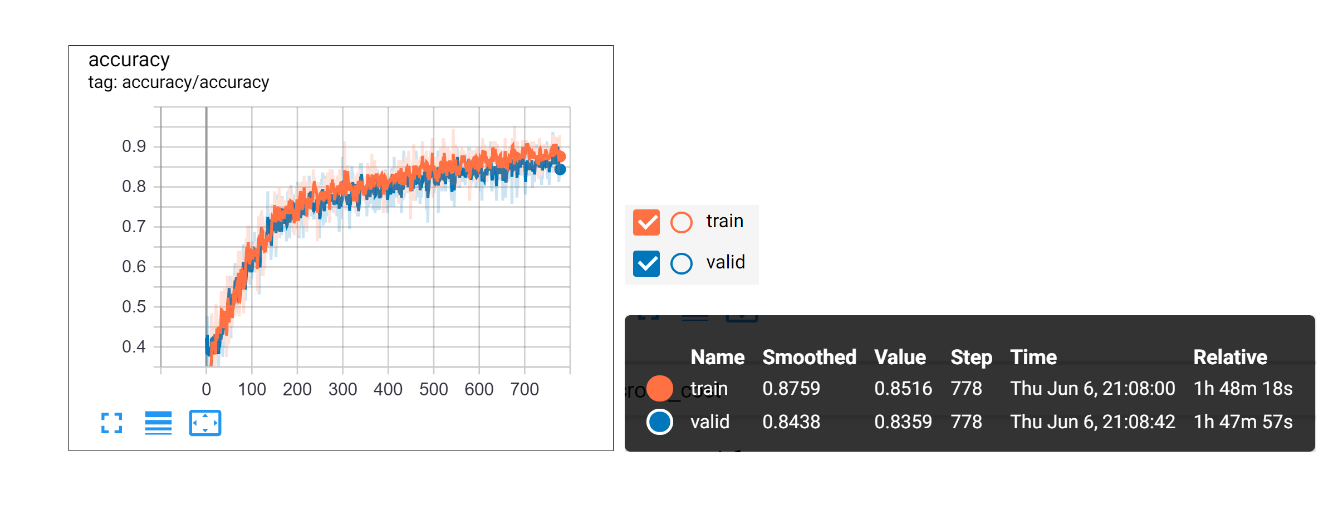 accuracy
tag: accuracy/accuracy
0.9
0.8
0.7
0.6
0.5
0.4
0 100 200 300 400 500 600 700
train
valid
Name Smoothed Value Step Time Relative
train 0.8759 0.8516 778 Thu Jun 6, 21:08:00 1h 48m 18s
valid 0.8438 0.8359 778 Thu Jun 6, 21:08:42 1h 47m 57s